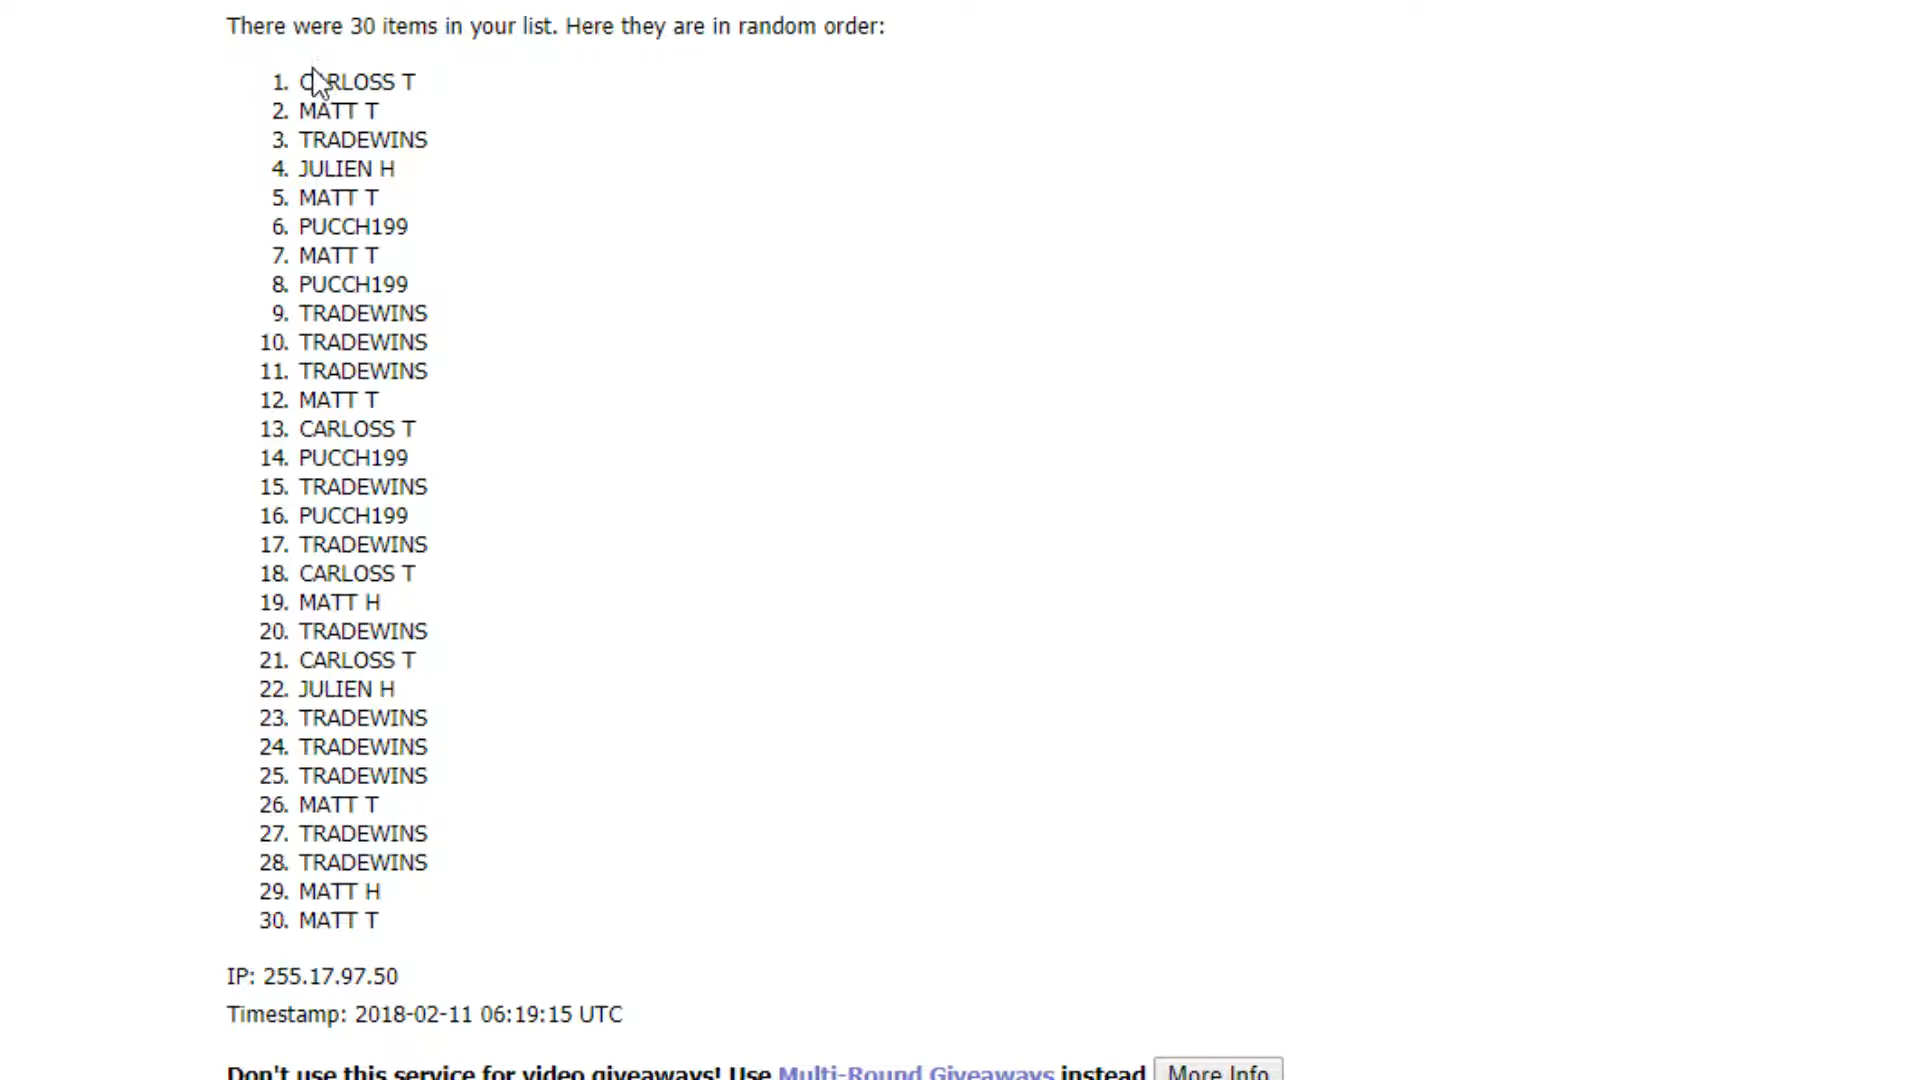 There were 30 items in your list. Here they are in random order:
1. CARLOSS T
2. MATT T
3. TRADEWINS
4. JULIEN H
5. MATT T
6. PUCCH199
7. MATT T
8. PUCCH199
9. TRADEWINS
10. TRADEWINS
11. TRADEWINS
12. MATT T
13. CARLOSS T
14. PUCCH199
15. TRADEWINS
16. PUCCH199
17. TRADEWINS
18. CARLOSS T
19. MATT H
20. TRADEWINS
21. CARLOSS T
22. JULIEN H
23. TRADEWINS
24. TRADEWINS
25. TRADEWINS
26. MATT T
27. TRADEWINS
28. TRADEWINS
29. MATT H
30. MATT T
IP: 255.17.97.50
Timestamp: 2018-02-11 06:19:15 UTC
Don't use this service for video giveaways! Use Multi-Round Giveaways instead More Info